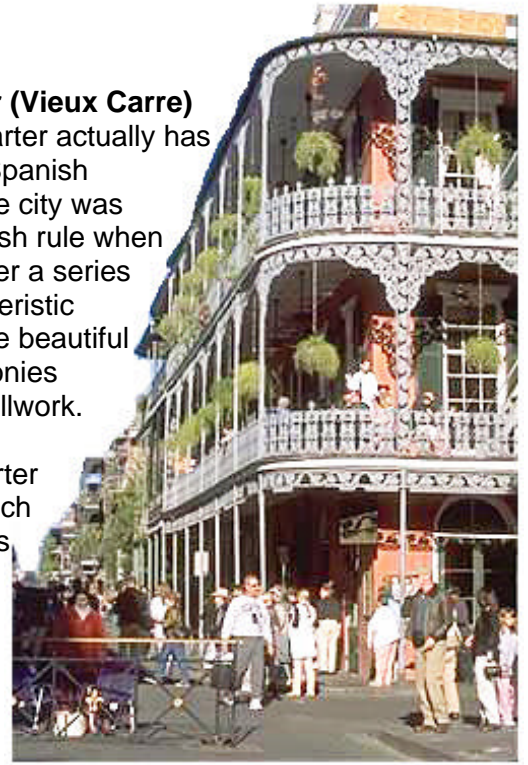 r (Vieux Carre)
arter actually has
Spanish
e city was
sh rule when
er a series
eristic
e beautiful
onies
llwork.
rter
ch
s